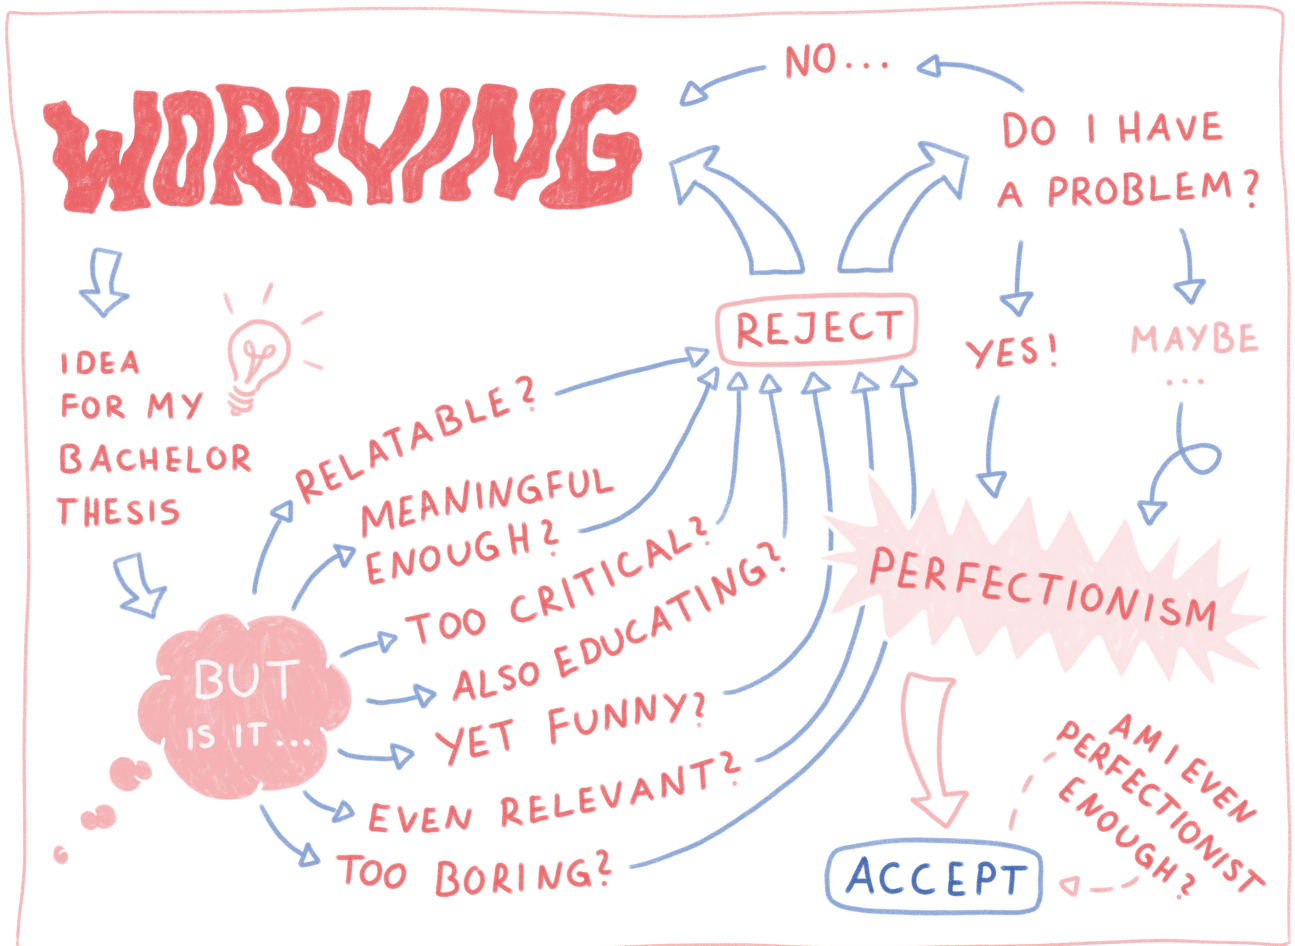 WORRYING
NO...
DO I HAVE
A PROBLEM?
REJECT
YES!
MAYBE
...
IDEA
FOR MY
BACHELOR
THESIS
BUT
IS IT...
RELATABLE?
MEANINGFUL
ENOUGH?
TOO CRITICAL?
ALSO EDUCATING?
YET FUNNY?
EVEN RELEVANT?
TOO BORING?
PERFECTIONISM
ACCEPT
AM I EVEN
PERFECTIONIST
ENOUGH?